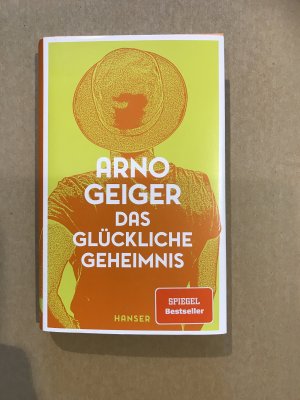 ARNO
GEIGER
DAS
GLÜCKLICHE
GEHEIMNIS
HANSER
SPIEGEL
Bestseller